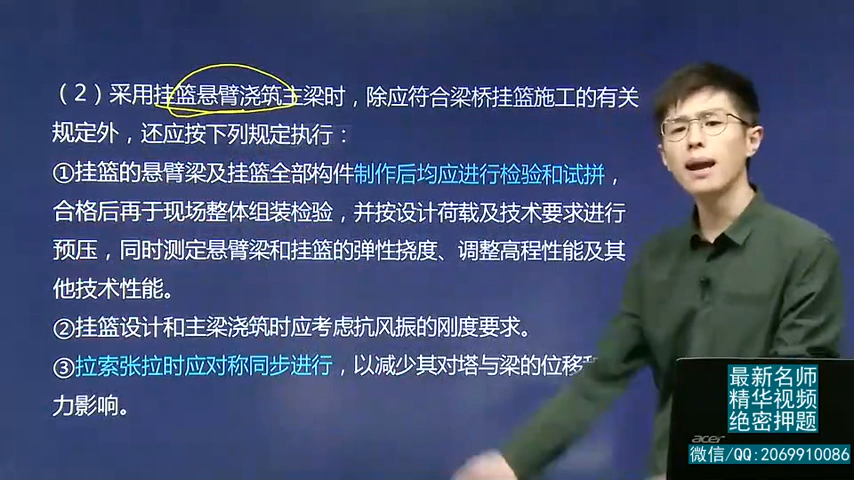 （2）采用挂篮悬臂浇筑主梁时，除应符合梁桥挂篮施工的有关
规定外，还应按下列规定执行：
①挂篮的悬臂梁及挂篮全部构件制作后均应进行检验和试拼，
合格后再于现场整体组装检验，并按设计荷载及技术要求进行
预压，同时测定悬臂梁和挂篮的弹性挠度、调整高程性能及其
他技术性能。
②挂篮设计和主梁浇筑时应考虑抗风振的刚度要求。
③拉索张拉时应对称同步进行，以减少其对塔与梁的位移
力影响。
acer
最新名师
精华视频
绝密押题
微信/QQ:2069910086